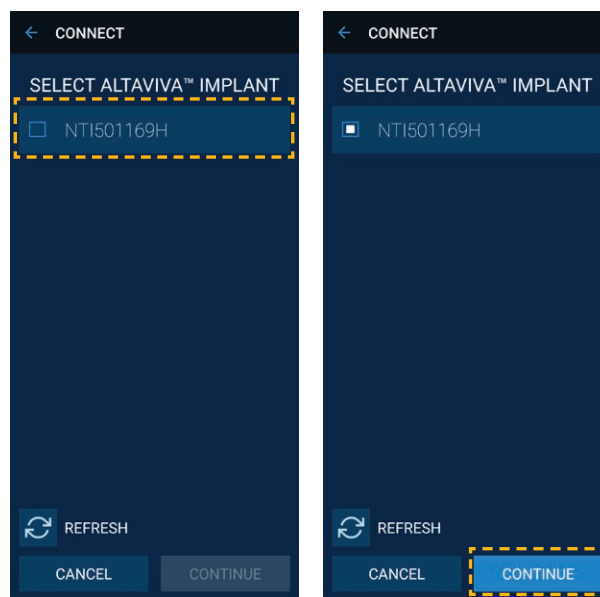 ← CONNECT
SELECT ALTAVIVA™ IMPLANT
NTI501169H
REFRESH
CANCEL CONTINUE
← CONNECT
SELECT ALTAVIVA™ IMPLANT
NTI501169H
REFRESH
CANCEL CONTINUE